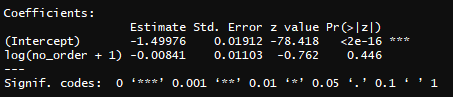 Coefficients:
                   Estimate Std. Error z value Pr(>|z|)
(Intercept)        -1.49976    0.01912 -78.418   <2e-16 ***
log(no_order + 1)  -0.00841    0.01103  -0.762    0.446
---
Signif. codes:  0 ‘***’ 0.001 ‘**’ 0.01 ‘*’ 0.05 ‘.’ 0.1 ‘ ’ 1